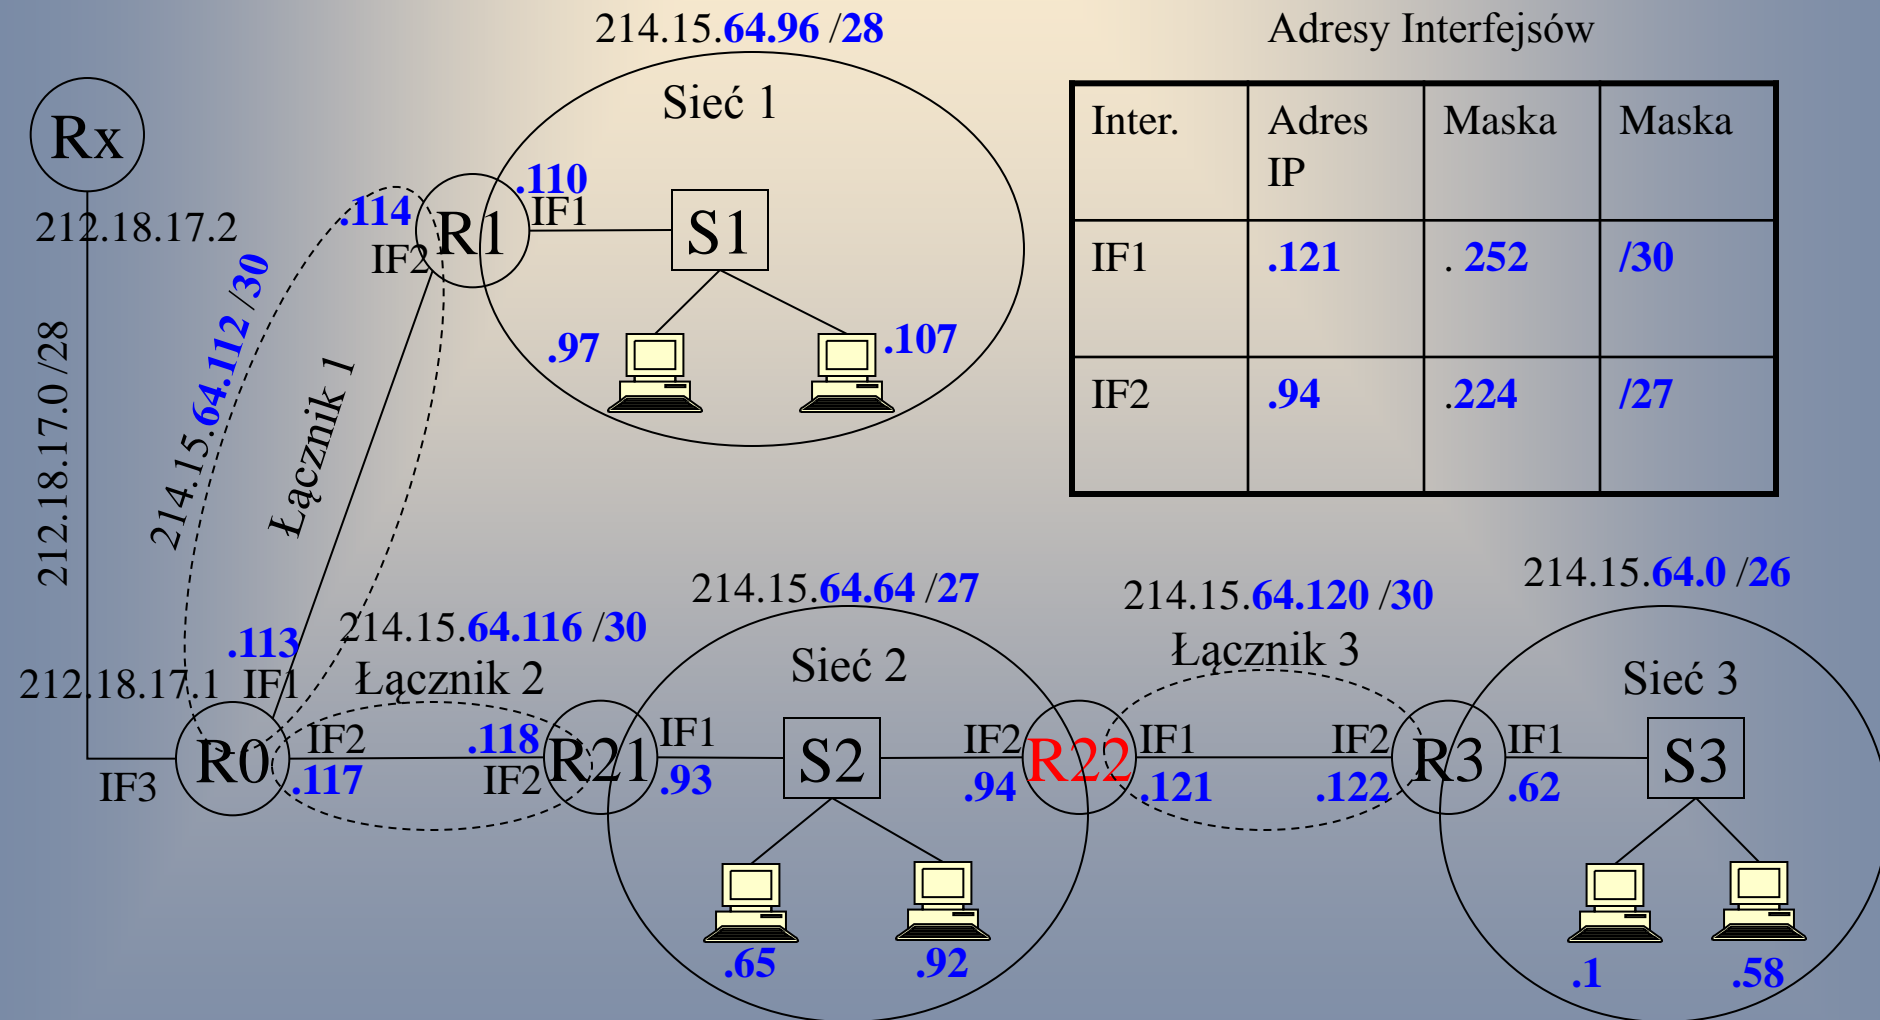 214.15.64.96 /28
Adresy Interfejsów
Sieć 1
Rx
Inter. Adres IP Maska Maska
IF1 .121 . 252 /30
IF2 .94 .224 /27
.110
.114
IF1
R1
S1
212.18.17.2
IF2
.97
.107
212.18.17.0 /28
214.15.64.112 /30
Łącznik 1
214.15.64.64 /27
214.15.64.120 /30
214.15.64.0 /26
.113
214.15.64.116 /30
Łącznik 3
Sieć 2
Sieć 3
212.18.17.1
IF1
Łącznik 2
R0
IF2
.118
R21
IF1
S2
IF2
R22
IF1
IF2
R3
IF1
S3
IF3
.117
IF2
.93
.94
.121
.122
.62
.65
.92
.1
.58